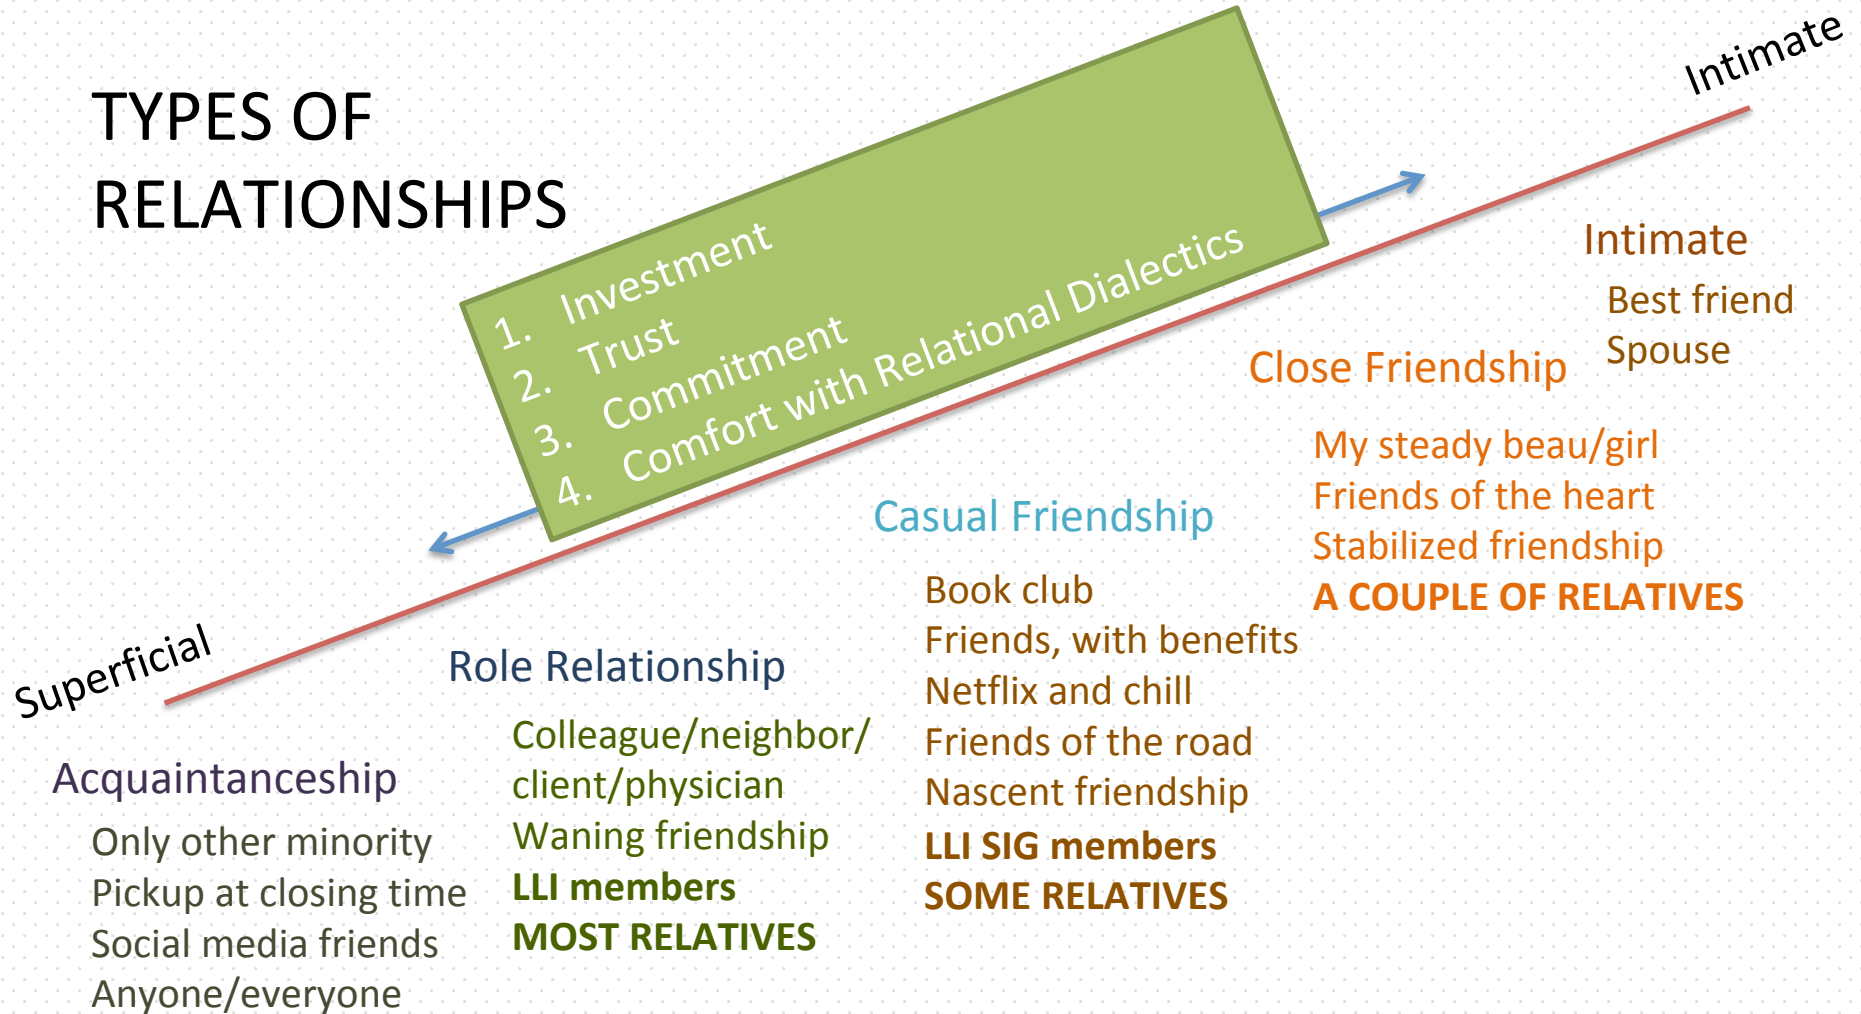 TYPES OF
RELATIONSHIPS
Intimate
1. Investment
2. Trust
3. Commitment
4. Comfort with Relational Dialectics
Superficial
Acquaintanceship
Only other minority
Pickup at closing time
Social media friends
Anyone/everyone
Role Relationship
Colleague/neighbor/
client/physician
Waning friendship
LLI members
MOST RELATIVES
Casual Friendship
Book club
Friends, with benefits
Netflix and chill
Friends of the road
Nascent friendship
LLI SIG members
SOME RELATIVES
Close Friendship
My steady beau/girl
Friends of the heart
Stabilized friendship
A COUPLE OF RELATIVES
Intimate
Best friend
Spouse